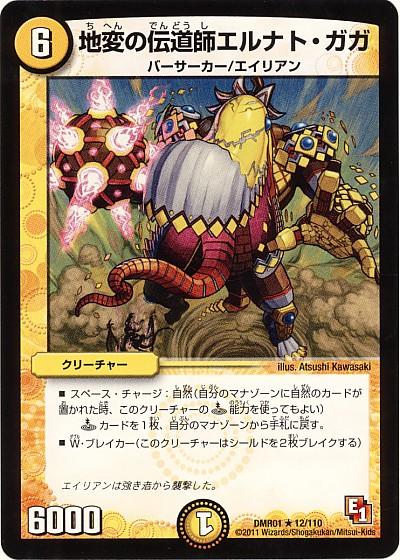 6
ち へん でんどう し
地変の伝道師エルナト・ガガ
バーサーカー/エイリアン
illus. Atsushi Kawasaki
クリーチャー
■ スペース・チャージ：自然(自分のマナゾーンに自然のカードが
置かれた時、このクリーチャーの 能力を使ってもよい)
カードを1枚、自分のマナゾーンから手札に戻す。
■ W・ブレイカー(このクリーチャーはシールドを2枚ブレイクする)
エイリアンは強き造から襲撃した。
6000
1
E1
DMR01 ★ 12/110
©2011 Wizards/Shogakukan/Mitsui-Kids